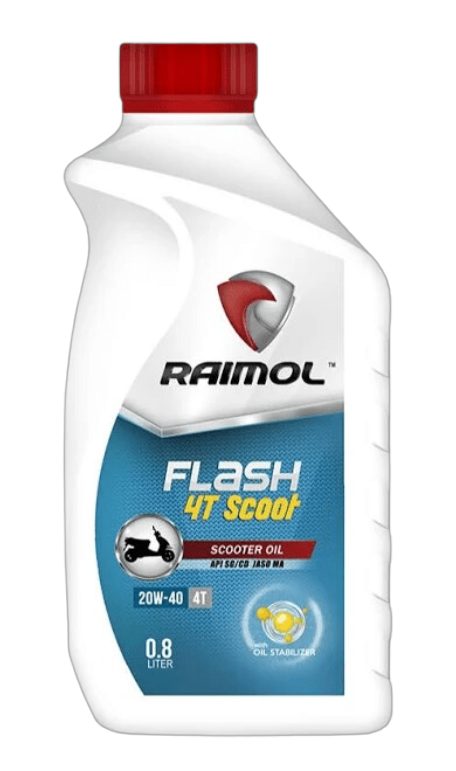 RAIMOL™
FLASH
4T Scoot
SCOOTER OIL
API SG/CD JASO MA
20W-40 4T
0.8
LITER
with
OIL STABILIZER